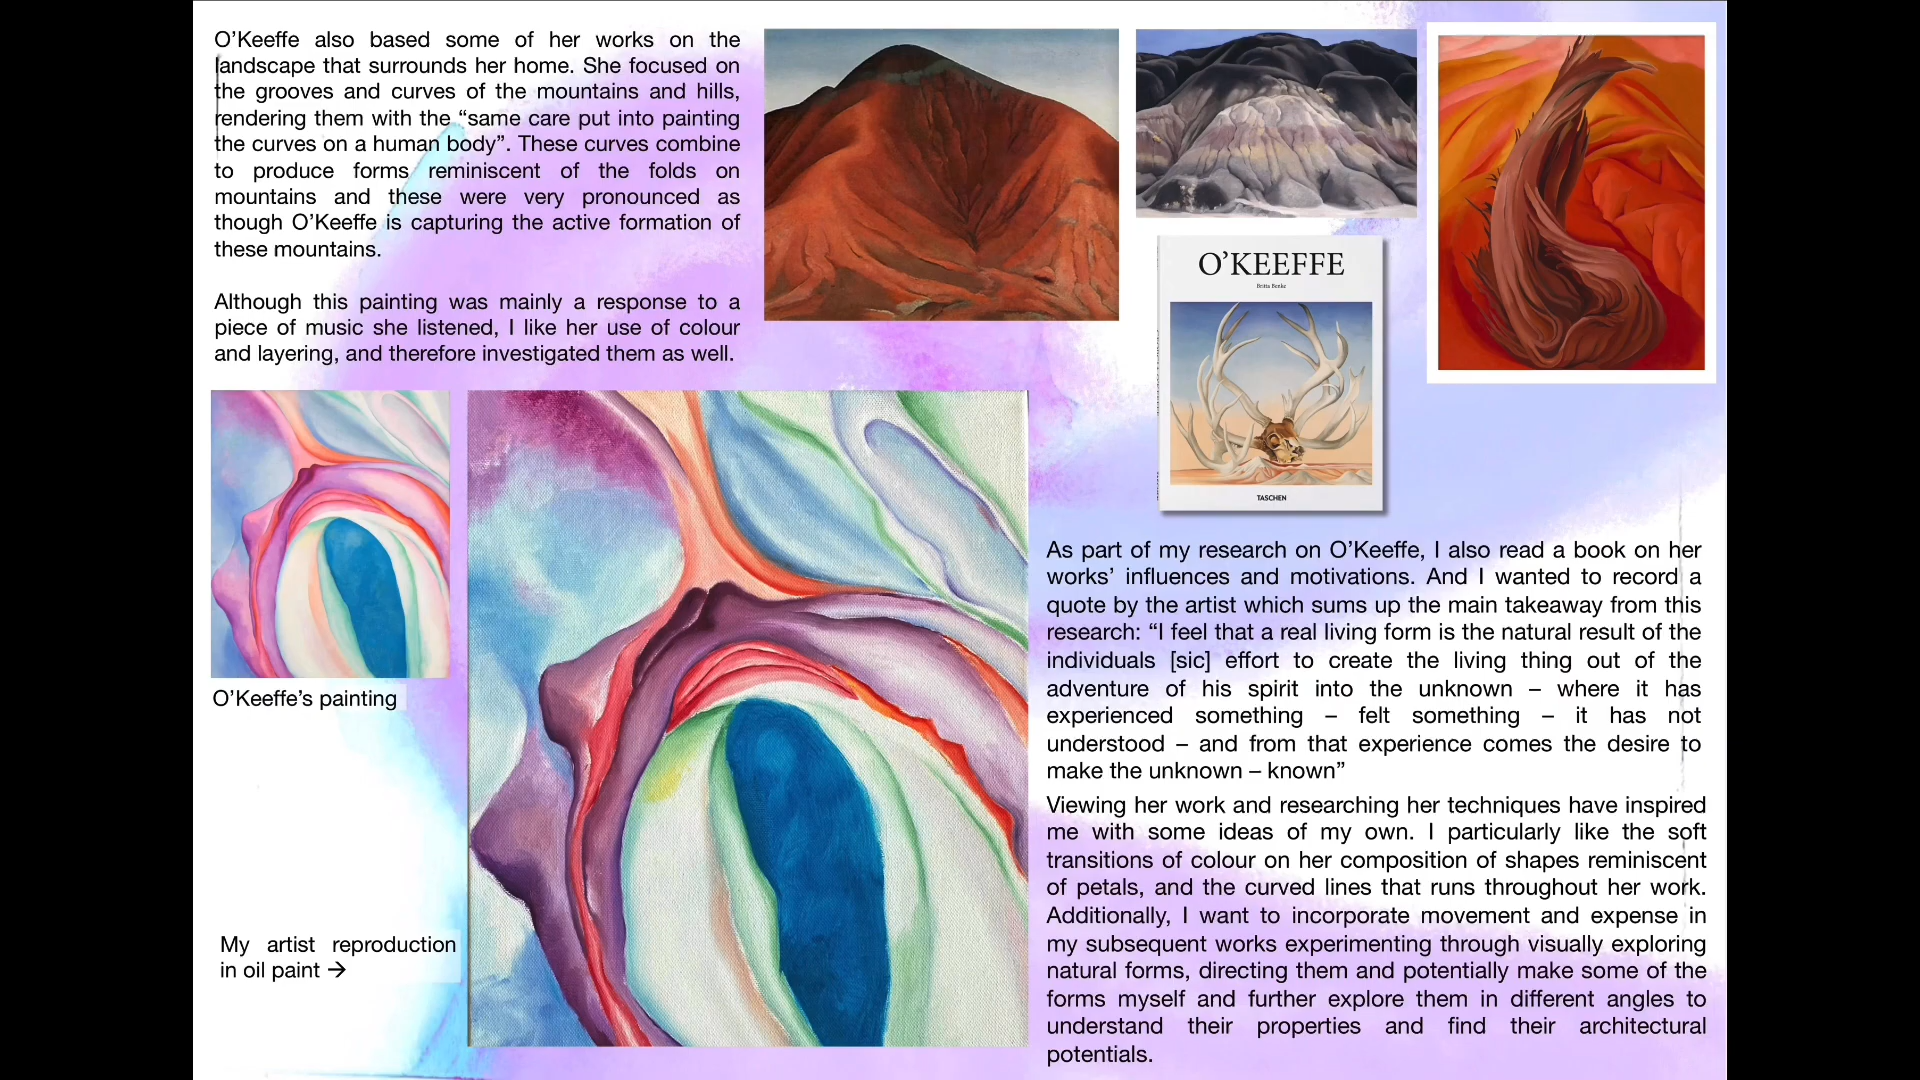 O’Keeffe also based some of her works on the
landscape that surrounds her home. She focused on
the grooves and curves of the mountains and hills,
rendering them with the “same care put into painting
the curves on a human body”. These curves combine
to produce forms reminiscent of the folds on
mountains and these were very pronounced as
though O’Keeffe is capturing the active formation of
these mountains.
Although this painting was mainly a response to a
piece of music she listened, I like her use of colour
and layering, and therefore investigated them as well.
O’Keeffe’s painting
My artist reproduction
in oil paint →
O’KEEFFE
Britta Benke
TASCHEN
As part of my research on O’Keeffe, I also read a book on her
works’ influences and motivations. And I wanted to record a
quote by the artist which sums up the main takeaway from this
research: “I feel that a real living form is the natural result of the
individuals [sic] effort to create the living thing out of the
adventure of his spirit into the unknown – where it has
experienced something – felt something – it has not
understood – and from that experience comes the desire to
make the unknown – known”
Viewing her work and researching her techniques have inspired
me with some ideas of my own. I particularly like the soft
transitions of colour on her composition of shapes reminiscent
of petals, and the curved lines that runs throughout her work.
Additionally, I want to incorporate movement and expense in
my subsequent works experimenting through visually exploring
natural forms, directing them and potentially make some of the
forms myself and further explore them in different angles to
understand their properties and find their architectural
potentials.